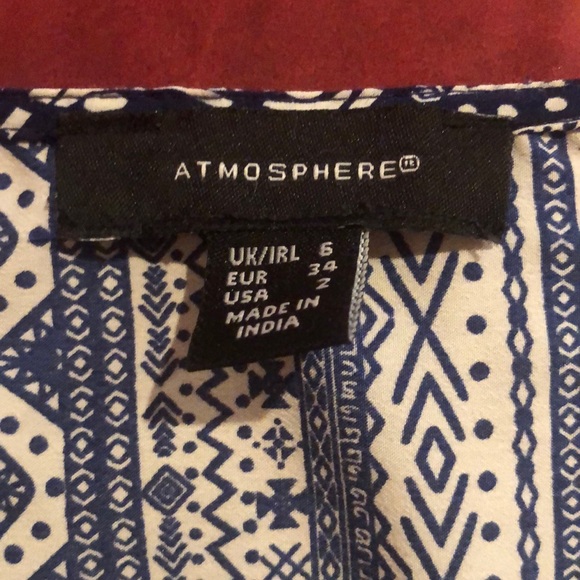 ATMOSPHERE
UK/IRL 6
EUR 34
USA 2
MADE IN
INDIA